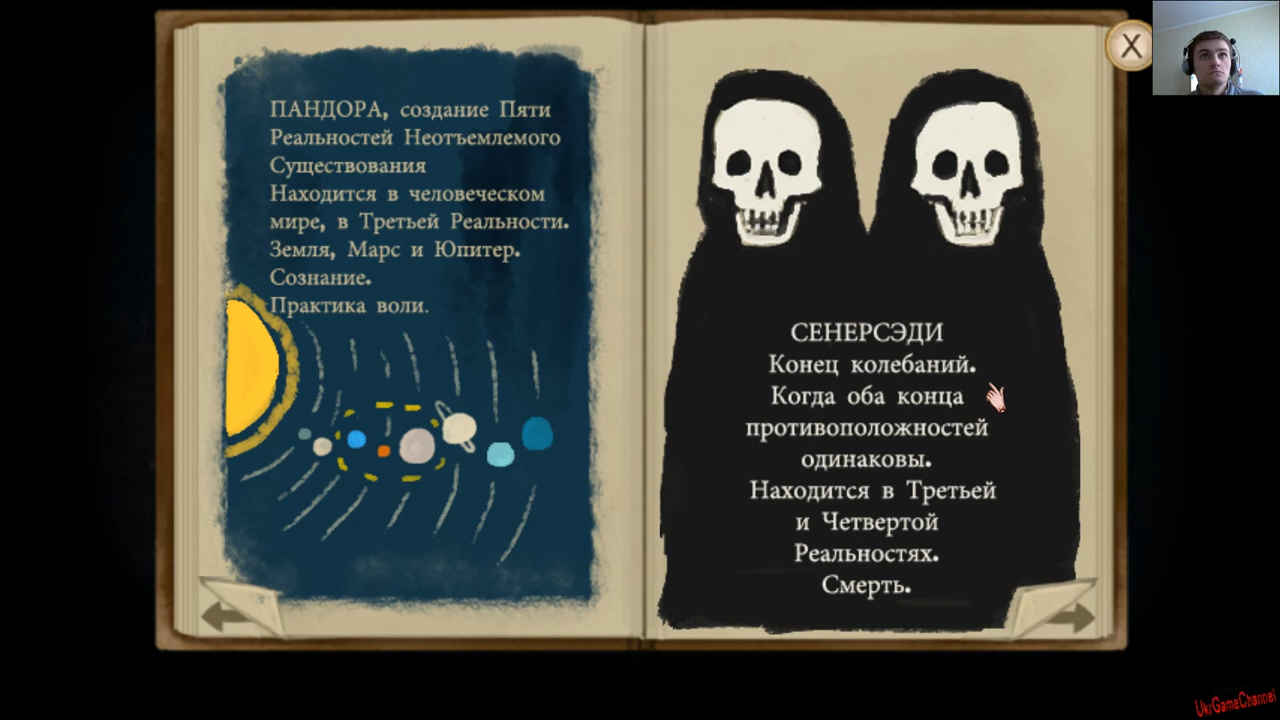 ПАНДОРА, создание Пяти
Реальностей Неотъемлемого
Существования
Находится в человеческом
мире, в Третьей Реальности.
Земля, Марс и Юпитер.
Сознание.
Практика воли.
СЕНЕРСЭДИ
Конец колебаний.
Когда оба конца
противоположностей
одинаковы.
Находится в Третьей
и Четвертой
Реальностях.
Смерть.
X
UkrGameChannel